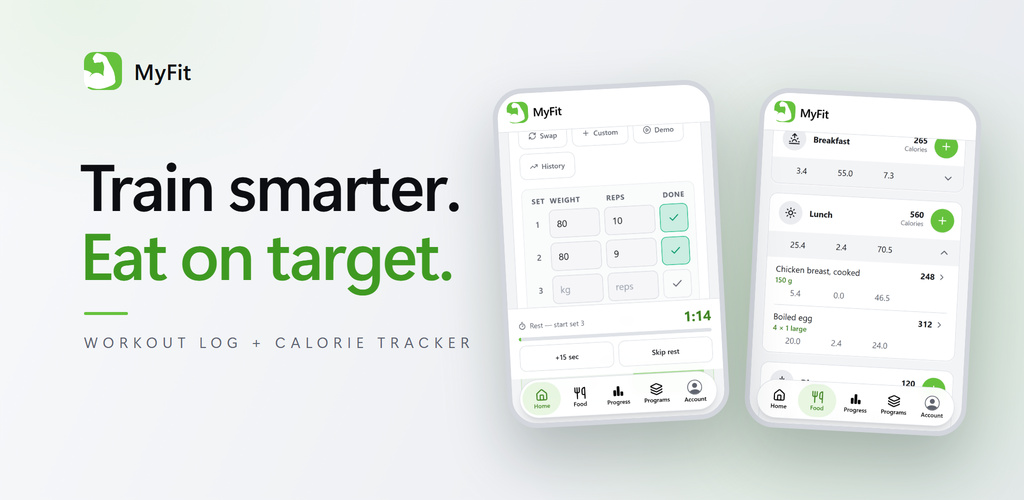 MyFit
Train smarter.
Eat on target.
WORKOUT LOG + CALORIE TRACKER
MyFit
Swap
Custom
Demo
History
SET WEIGHT REPS DONE
1 80 10
2 80 9
3 kg reps
Rest — start set 3 1:14
+15 sec Skip rest
Home Food Progress Programs Account
MyFit
Breakfast 265
Calories
3.4 55.0 7.3
Lunch 560
Calories
25.4 2.4 70.5
Chicken breast, cooked 248
150 g
5.4 0.0 46.5
Boiled egg 312
4 × 1 large
20.0 2.4 24.0
120
Home Food Progress Programs Account